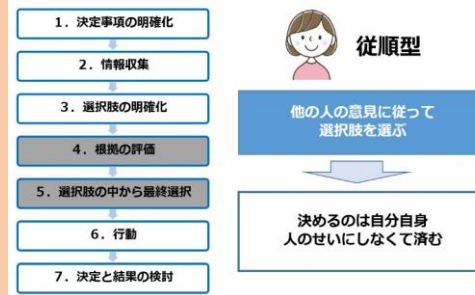 1．決定事項の明確化
2．情報収集
3．選択肢の明確化
4．根拠の評価
5．選択肢の中から最終選択
6．行動
7．決定と結果の検討
従順型
他の人の意見に従って
選択肢を選ぶ
決めるのは自分自身
人のせいにしなくて済む